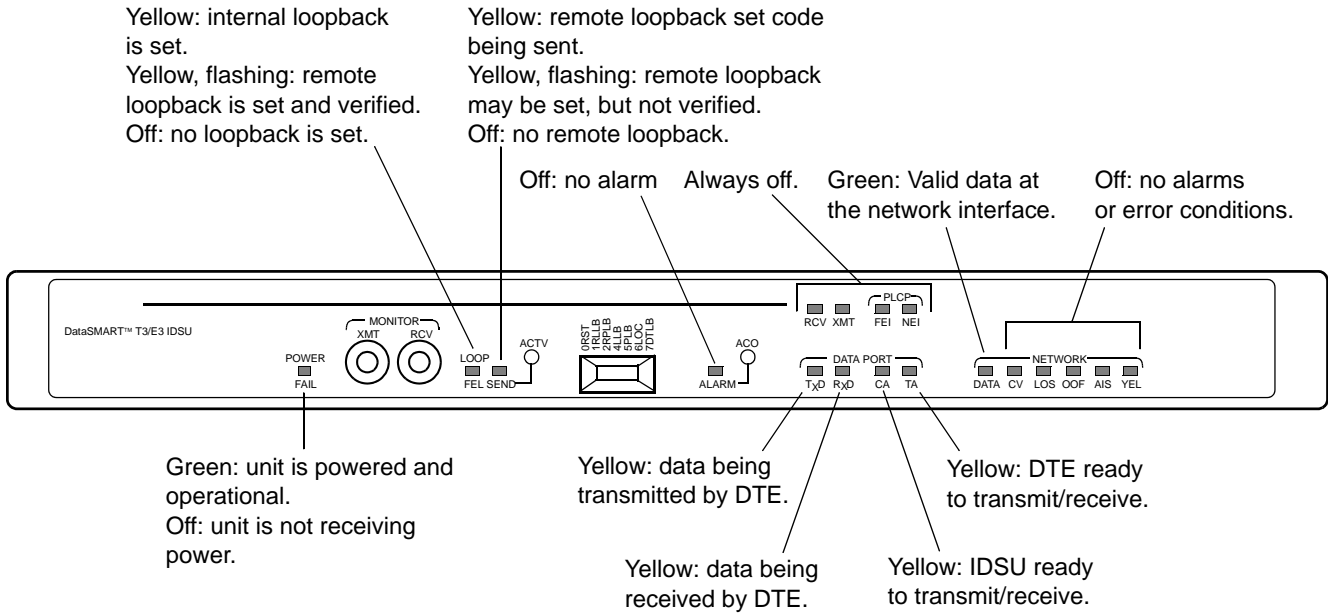 Yellow: internal loopback
is set.
Yellow, flashing: remote
loopback is set and verified.
Off: no loopback is set.
Yellow: remote loopback set code
being sent.
Yellow, flashing: remote loopback
may be set, but not verified.
Off: no remote loopback.
Off: no alarm
Always off.
Green: Valid data at
the network interface.
Off: no alarms
or error conditions.
DataSMART™ T3/E3 IDSU
POWER
FAIL
MONITOR
XMT RCV
LOOP
FEL SEND
ACTV
0RST
1RLLB
2RPLB
4LLB
5PLB
6LOC
7DTLB
ALARM
ACO
RCV XMT
PLCP
FEI NEI
DATA PORT
TXD RXD CA TA
NETWORK
DATA CV LOS OOF AIS YEL
Green: unit is powered and
operational.
Off: unit is not receiving
power.
Yellow: data being
transmitted by DTE.
Yellow: data being
received by DTE.
Yellow: DTE ready
to transmit/receive.
Yellow: IDSU ready
to transmit/receive.